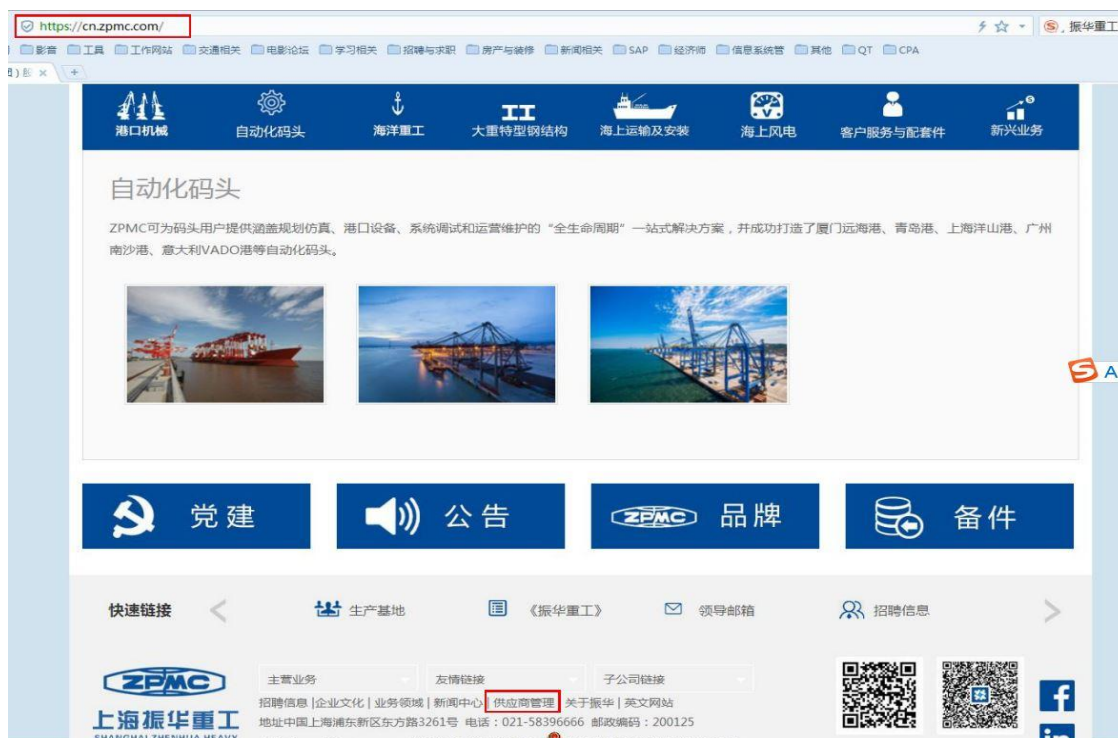 https://cn.zpmc.com/
振华重工
影音 工具 工作网站 交通相关 电影论坛 学习相关 招聘与求职 房产与装修 新闻相关 SAP 经济师 信息系统管 其他 QT CPA
港口机械 自动化码头 海洋重工 大重特型钢结构 海上运输及安装 海上风电 客户服务与配套件 新兴业务
自动化码头
ZPMC可为码头用户提供涵盖规划仿真、港口设备、系统调试和运营维护的“全生命周期”一站式解决方案，并成功打造了厦门远海港、青岛港、上海洋山港、广州
南沙港、意大利VADO港等自动化码头。
党建 公告 ZPMC 品牌 备件
快速链接 生产基地 《振华重工》 领导邮箱 招聘信息
ZPMC
主营业务 友情链接 子公司链接
招聘信息 | 企业文化 | 业务领域 | 新闻中心 | 供应商管理 | 关于振华 | 英文网站
上海振华重工
地址中国上海浦东新区东方路3261号 电话：021-58396666 邮政编码：200125